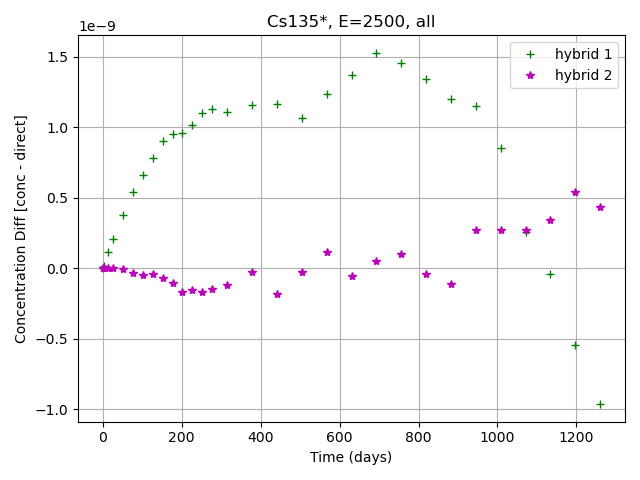 Cs135*, E=2500, all
1e−9
hybrid 1
hybrid 2
1.5
1.0
0.5
0.0
−0.5
−1.0
Concentration Diff [conc - direct]
0 200 400 600 800 1000 1200
Time (days)